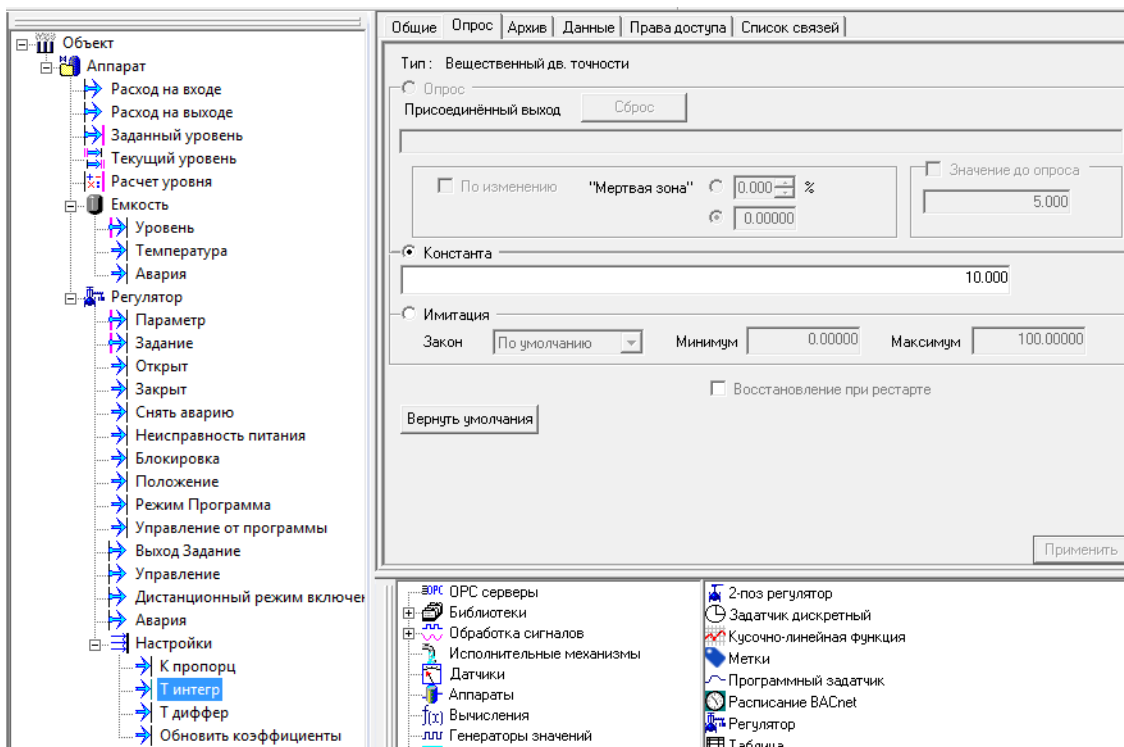 Объект
Аппарат
Расход на входе
Расход на выходе
Заданный уровень
Текущий уровень
Расчет уровня
Емкость
Уровень
Температура
Авария
Регулятор
Параметр
Задание
Открыт
Закрыт
Снять аварию
Неисправность питания
Блокировка
Положение
Режим Программа
Управление от программы
Выход Задание
Управление
Дистанционный режим включен
Авария
Настройки
К пропорц
Т интегр
Т диффер
Обновить коэффициенты
Общие Опрос Архив Данные Права доступа Список связей
Тип : Вещественный дв. точности
Опрос
Присоединённый выход Сброс
По изменению "Мертвая зона" 0.000 %
0.00000
Значение до опроса
5.000
Константа
10.000
Имитация
Закон По умолчанию Минимум 0.00000 Максимум 100.00000
Восстановление при рестарте
Вернуть умолчания
Применить
OPC OPC серверы
Библиотеки
Обработка сигналов
Исполнительные механизмы
Датчики
Аппараты
f(x) Вычисления
Генераторы значений
2-поз регулятор
Задатчик дискретный
Кусочно-линейная функция
Метки
Программный задатчик
Расписание BACnet
Регулятор
Таблица